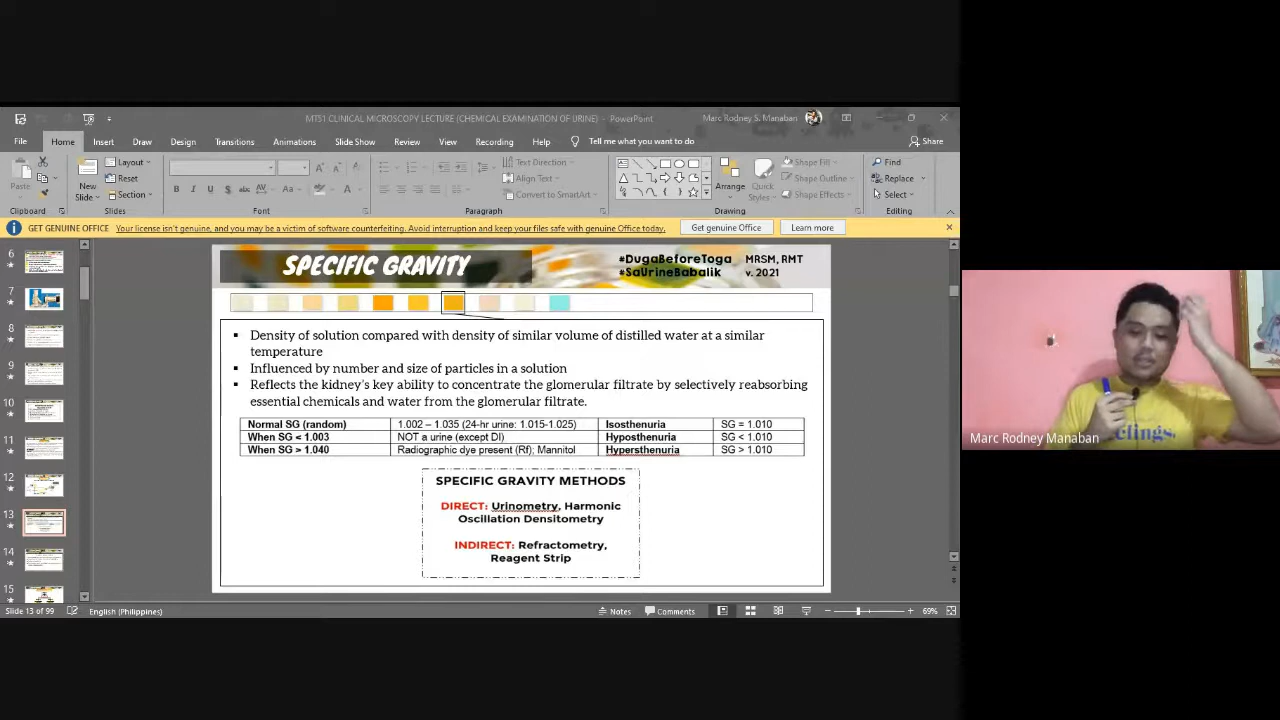 MTS1 CLINICAL MICROSCOPY LECTURE (CHEMICAL EXAMINATION OF URINE) - PowerPoint
Marc Rodney S. Manaban
File Home Insert Draw Design Transitions Animations Slide Show Review View Recording Help Tell me what you want to do Share
Paste
New Slide
Layout
Reset
Section
Text Direction
Align Text
Convert to SmartArt
Arrange
Quick Styles
Shape Fill
Shape Outline
Shape Effects
Find
Replace
Select
Clipboard Slides Font Paragraph Drawing Editing
GET GENUINE OFFICE Your license isn't genuine, and you may be a victim of software counterfeiting. Avoid interruption and keep your files safe with genuine Office today. Get genuine Office Learn more
6
7
8
9
10
11
12
13
14
15
SPECIFIC GRAVITY
#DugaBeforeToga MRSM, RMT
#SaUrineBabalik v. 2021
▪ Density of solution compared with density of similar volume of distilled water at a similar
temperature
▪ Influenced by number and size of particles in a solution
▪ Reflects the kidney's key ability to concentrate the glomerular filtrate by selectively reabsorbing
essential chemicals and water from the glomerular filtrate.
Normal SG (random) 1.002 – 1.035 (24-hr urine: 1.015-1.025) Isosthenuria SG = 1.010
When SG < 1.003 NOT a urine (except DI) Hyposthenuria SG < 1.010
When SG > 1.040 Radiographic dye present (Rf); Mannitol Hypersthenuria SG > 1.010
SPECIFIC GRAVITY METHODS
DIRECT: Urinometry, Harmonic
Oscillation Densitometry
INDIRECT: Refractometry,
Reagent Strip
Slide 13 of 99 English (Philippines) Notes Comments 69%
elings.
Marc Rodney Manaban